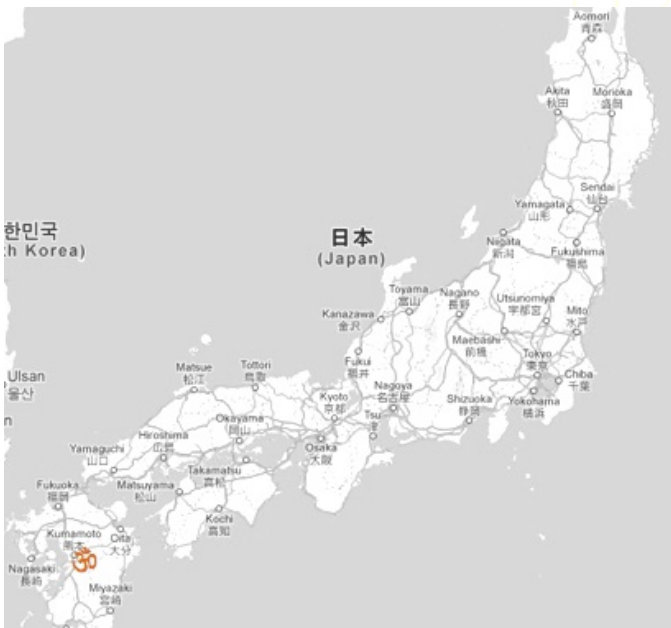 Aomori
青森
Akita
秋田
Morioka
盛岡
Sendai
仙台
Yamagata
山形
한민국
th Korea)
日本
(Japan)
Niigata
新潟
Fukushima
福島
Toyama
富山
Nagano
長野
Utsunomiya
宇都宮
Mito
水戸
Kanazawa
金沢
Maebashi
前橋
Fukui
福井
Tokyo
東京
Chiba
千葉
Ulsan
울산
Matsue
松江
Tottori
鳥取
Kyoto
京都
Nagoya
名古屋
Shizuoka
静岡
Yokohama
横浜
Okayama
岡山
Tsu
津
Hiroshima
広島
Osaka
大阪
Yamaguchi
山口
Takamatsu
高松
Fukuoka
福岡
Matsuyama
松山
Kochi
高知
Kumamoto
熊本
Oita
大分
ॐ
Nagasaki
長崎
Miyazaki
宮崎